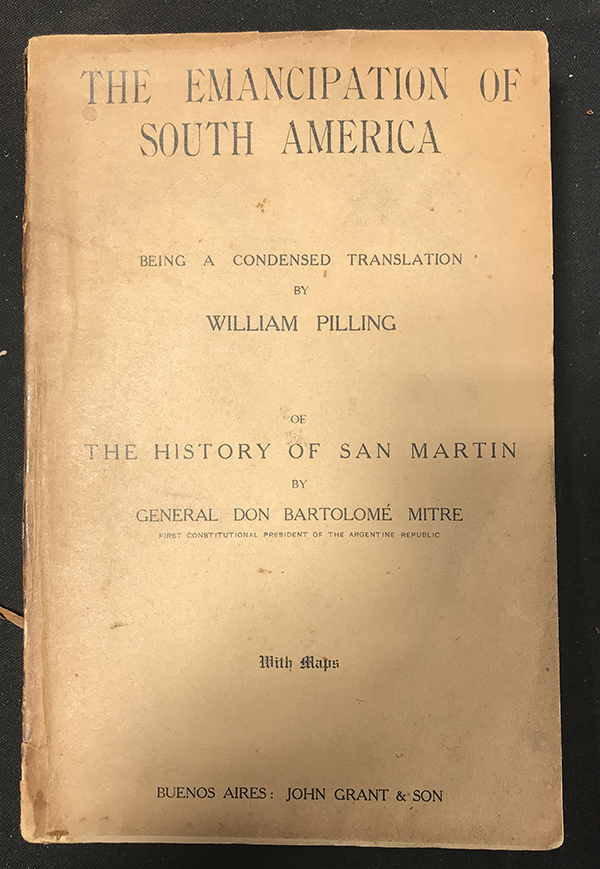 THE EMANCIPATION OF
SOUTH AMERICA
BEING A CONDENSED TRANSLATION
BY
WILLIAM PILLING
OF
THE HISTORY OF SAN MARTIN
BY
GENERAL DON BARTOLOMÉ MITRE
FIRST CONSTITUTIONAL PRESIDENT OF THE ARGENTINE REPUBLIC
With Maps
BUENOS AIRES: JOHN GRANT & SON